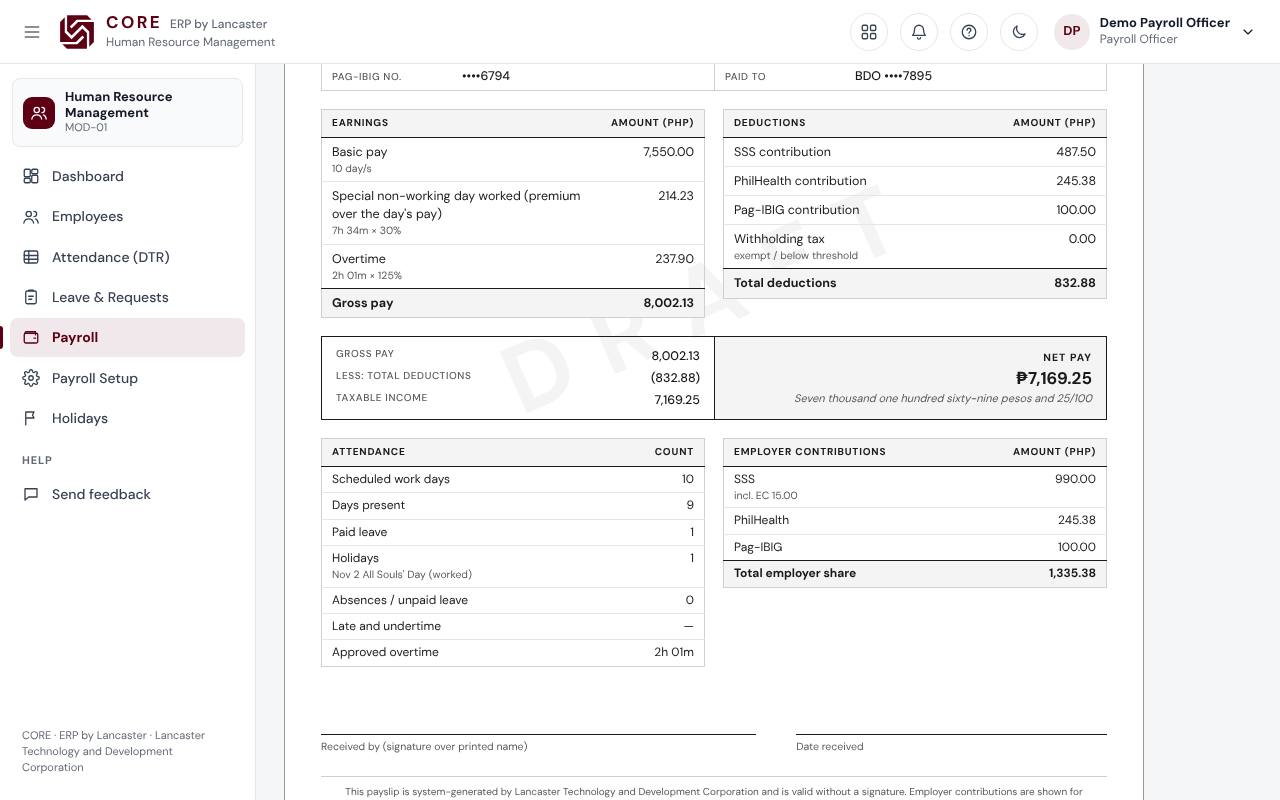 CORE ERP by Lancaster
Human Resource Management
DP
Demo Payroll Officer
Payroll Officer
Human Resource
Management
MOD-01
Dashboard
Employees
Attendance (DTR)
Leave & Requests
Payroll
Payroll Setup
Holidays
HELP
Send feedback
CORE · ERP by Lancaster · Lancaster
Technology and Development
Corporation
PAG-IBIG NO. ••••6794
PAID TO BDO ••••7895
EARNINGS AMOUNT (PHP)
Basic pay 7,550.00
10 day/s
Special non-working day worked (premium 214.23
over the day's pay)
7h 34m × 30%
Overtime 237.90
2h 01m × 125%
Gross pay 8,002.13
DEDUCTIONS AMOUNT (PHP)
SSS contribution 487.50
PhilHealth contribution 245.38
Pag-IBIG contribution 100.00
Withholding tax 0.00
exempt / below threshold
Total deductions 832.88
DRAFT
GROSS PAY 8,002.13
LESS: TOTAL DEDUCTIONS (832.88)
TAXABLE INCOME 7,169.25
NET PAY
₱7,169.25
Seven thousand one hundred sixty-nine pesos and 25/100
ATTENDANCE COUNT
Scheduled work days 10
Days present 9
Paid leave 1
Holidays 1
Nov 2 All Souls' Day (worked)
Absences / unpaid leave 0
Late and undertime —
Approved overtime 2h 01m
EMPLOYER CONTRIBUTIONS AMOUNT (PHP)
SSS 990.00
incl. EC 15.00
PhilHealth 245.38
Pag-IBIG 100.00
Total employer share 1,335.38
Received by (signature over printed name)
Date received
This payslip is system-generated by Lancaster Technology and Development Corporation and is valid without a signature. Employer contributions are shown for